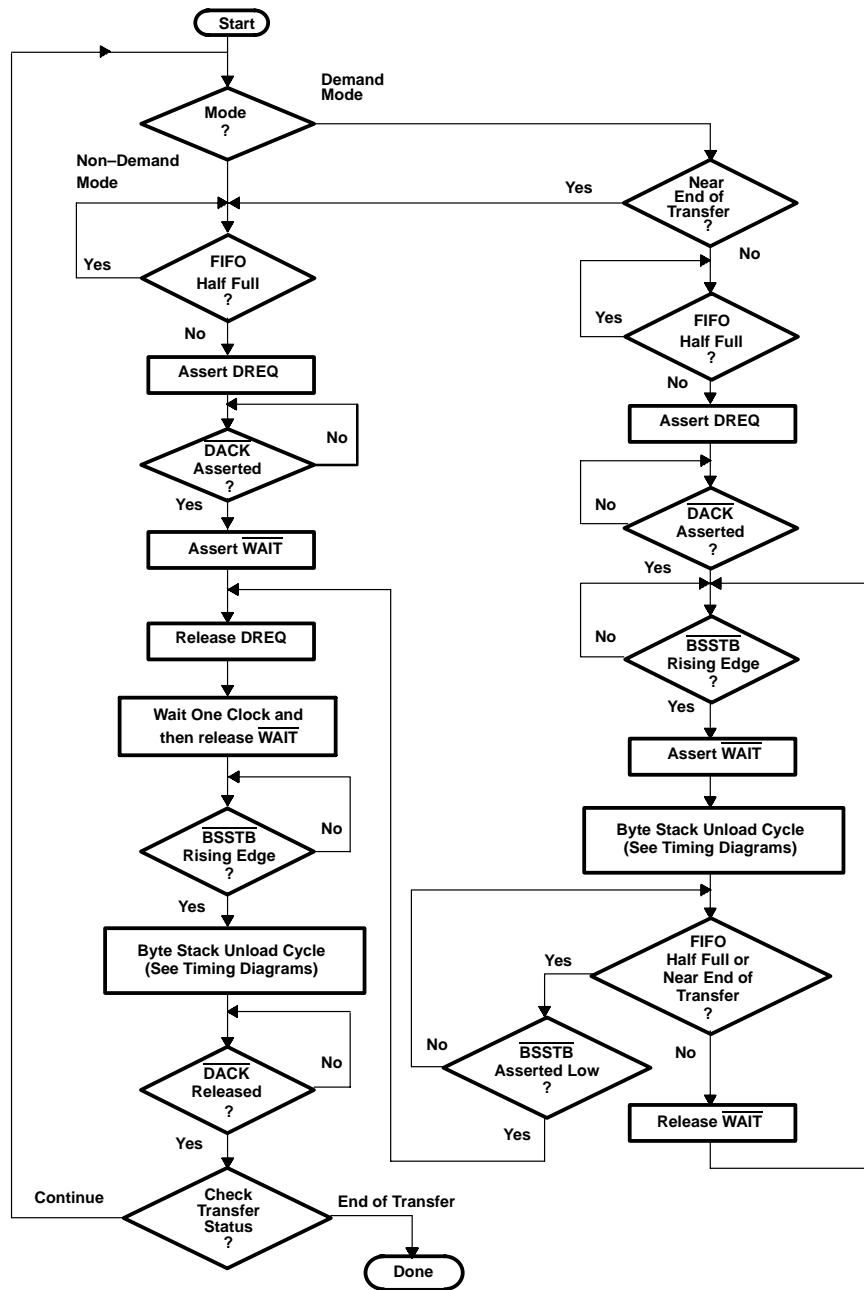 Start
Demand
Mode
Mode
?
Non–Demand
Mode
Yes
Near
End of
Transfer
?
Yes
FIFO
Half Full
?
No
No
Yes
FIFO
Half Full
?
No
Assert DREQ
No
DACK
Asserted
?
Yes
Assert WAIT
Assert DREQ
No
DACK
Asserted
?
Yes
Release DREQ
No
BSSTB
Rising Edge
?
Yes
Wait One Clock and
then release WAIT
Assert WAIT
BSSTB
Rising Edge
?
No
Yes
Byte Stack Unload Cycle
(See Timing Diagrams)
Byte Stack Unload Cycle
(See Timing Diagrams)
FIFO
Half Full or
Near End of
Transfer
?
Yes
No
BSSTB
Asserted Low
?
No
Yes
DACK
Released
?
No
Yes
Release WAIT
Continue
Check
Transfer
Status
?
End of Transfer
Done